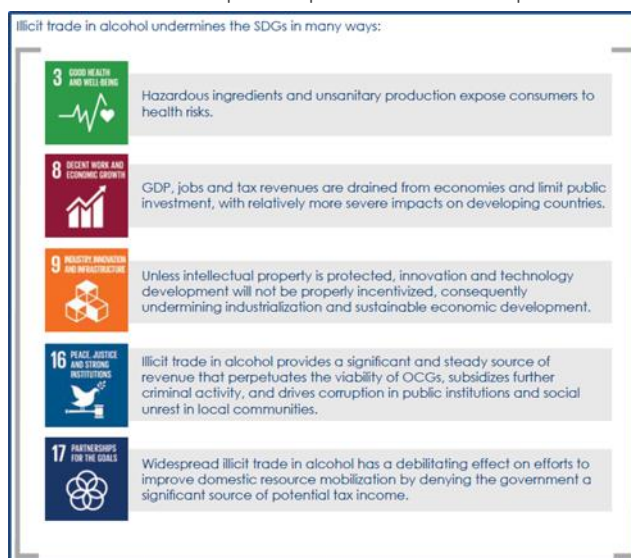 Illicit trade in alcohol undermines the SDGs in many ways:
3 GOOD HEALTH
AND WELL-BEING
Hazardous ingredients and unsanitary production expose consumers to
health risks.
8 DECENT WORK AND
ECONOMIC GROWTH
GDP, jobs and tax revenues are drained from economies and limit public
investment, with relatively more severe impacts on developing countries.
9 INDUSTRY, INNOVATION
AND INFRASTRUCTURE
Unless intellectual property is protected, innovation and technology
development will not be properly incentivized, consequently
undermining industrialization and sustainable economic development.
16 PEACE, JUSTICE
AND STRONG
INSTITUTIONS
Illicit trade in alcohol provides a significant and steady source of
revenue that perpetuates the viability of OCGs, subsidizes further
criminal activity, and drives corruption in public institutions and social
unrest in local communities.
17 PARTNERSHIPS
FOR THE GOALS
Widespread illicit trade in alcohol has a debilitating effect on efforts to
improve domestic resource mobilization by denying the government a
significant source of potential tax income.